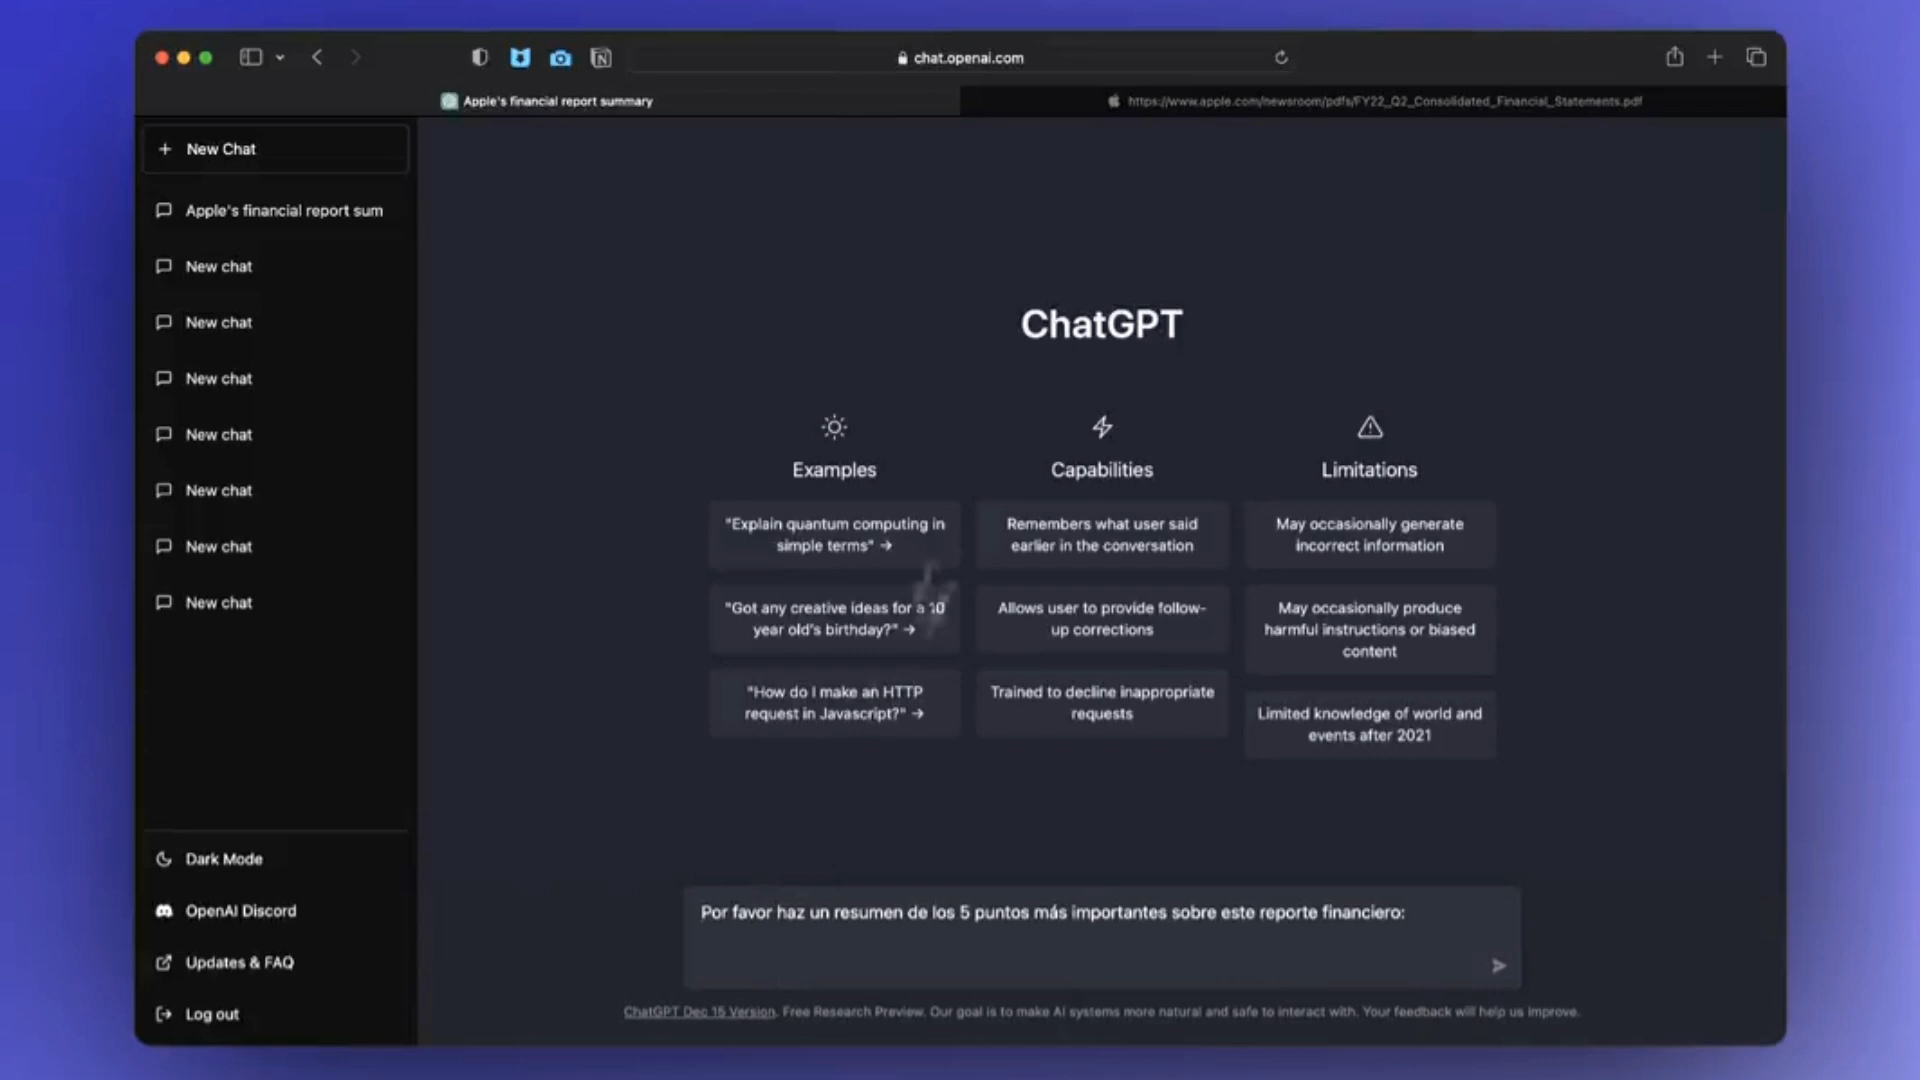 chat.openai.com
Apple's financial report summary
https://www.apple.com/newsroom/pdfs/FY22_Q2_Consolidated_Financial_Statements.pdf
New Chat
Apple's financial report sum
New chat
New chat
New chat
New chat
New chat
New chat
New chat
Dark Mode
OpenAI Discord
Updates & FAQ
Log out
ChatGPT
Examples
"Explain quantum computing in
simple terms" →
"Got any creative ideas for a 10
year old's birthday?" →
"How do I make an HTTP
request in Javascript?" →
Capabilities
Remembers what user said
earlier in the conversation
Allows user to provide follow-
up corrections
Trained to decline inappropriate
requests
Limitations
May occasionally generate
incorrect information
May occasionally produce
harmful instructions or biased
content
Limited knowledge of world and
events after 2021
Por favor haz un resumen de los 5 puntos más importantes sobre este reporte financiero:
ChatGPT Dec 15 Version. Free Research Preview. Our goal is to make AI systems more natural and safe to interact with. Your feedback will help us improve.